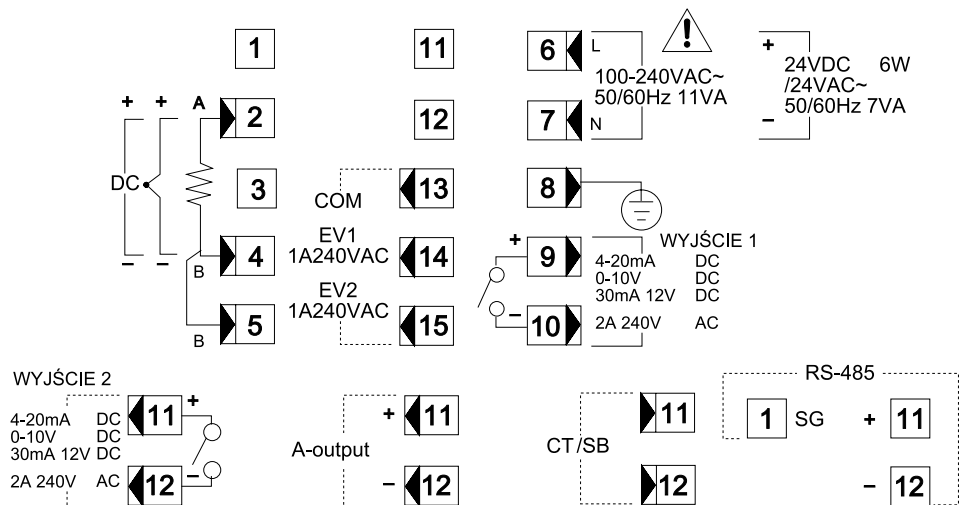 1
11
6
L
100-240VAC~
50/60Hz 11VA
+
24VDC 6W
/24VAC~
50/60Hz 7VA
−
+ + A
2
12
7
N
DC
3
COM
13
8
− −
B
4
EV1
1A240VAC
14
+
9
WYJŚCIE 1
4-20mA DC
0-10V DC
30mA 12V DC
2A 240V AC
B
5
EV2
1A240VAC
15
−
10
WYJŚCIE 2
4-20mA DC
0-10V DC
30mA 12V DC
2A 240V AC
11
+
12
−
A-output
+ 11
− 12
CT/SB
11
12
RS-485
1 SG + 11
− 12